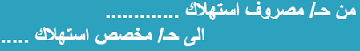 من حـ/ مصروف استهلاك .............
الى حـ/ مخصص استهلاك .....